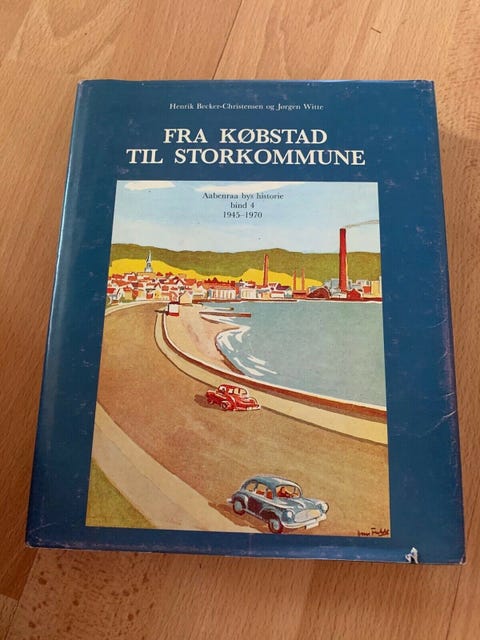 Henrik Becker-Christensen og Jørgen Witte
FRA KØBSTAD
TIL STORKOMMUNE
Aabenraa bys historie
bind 4
1945-1970